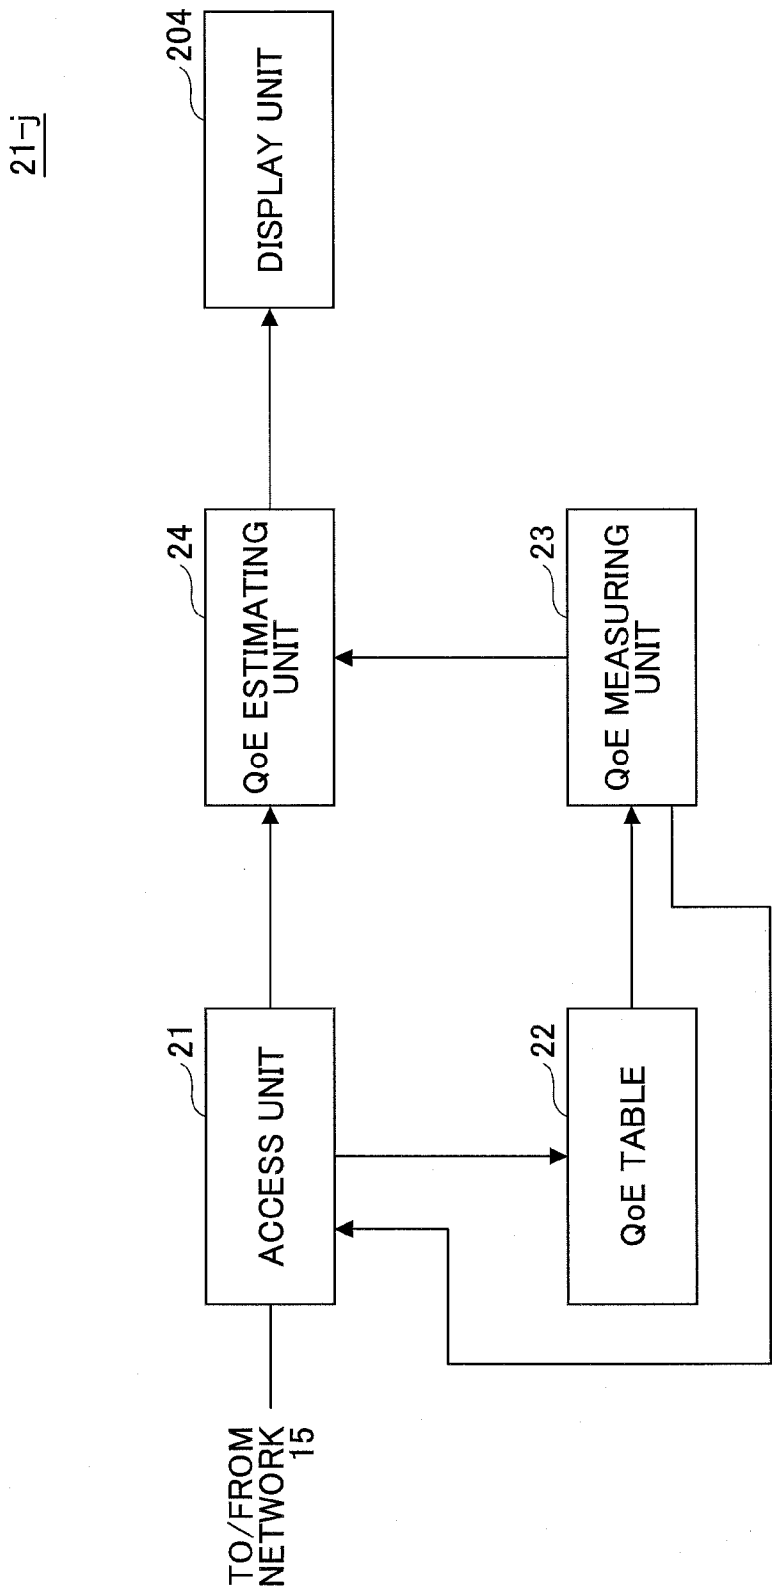 21-j
TO/FROM
NETWORK
15
21
ACCESS UNIT
24
QoE ESTIMATING
UNIT
204
DISPLAY UNIT
22
QoE TABLE
23
QoE MEASURING
UNIT